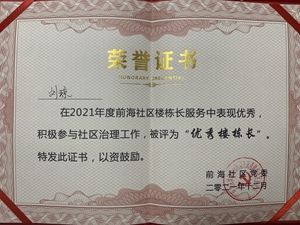 荣誉证书
HONORARY CREDENTIAL
在2021年度前海社区楼栋长服务中表现优秀，
积极参与社区治理工作，被评为“优秀楼栋长”。
特发此证书，以资鼓励。
前海社区党委
二零二一年十二月